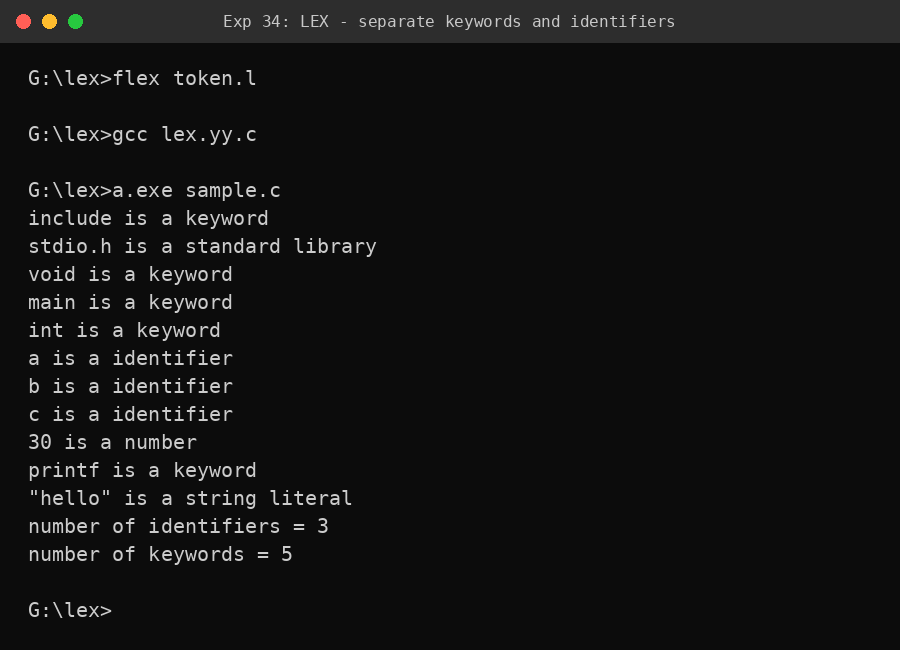 Exp 34: LEX - separate keywords and identifiers
G:\lex>flex token.l
G:\lex>gcc lex.yy.c
G:\lex>a.exe sample.c
include is a keyword
stdio.h is a standard library
void is a keyword
main is a keyword
int is a keyword
a is a identifier
b is a identifier
c is a identifier
30 is a number
printf is a keyword
"hello" is a string literal
number of identifiers = 3
number of keywords = 5
G:\lex>